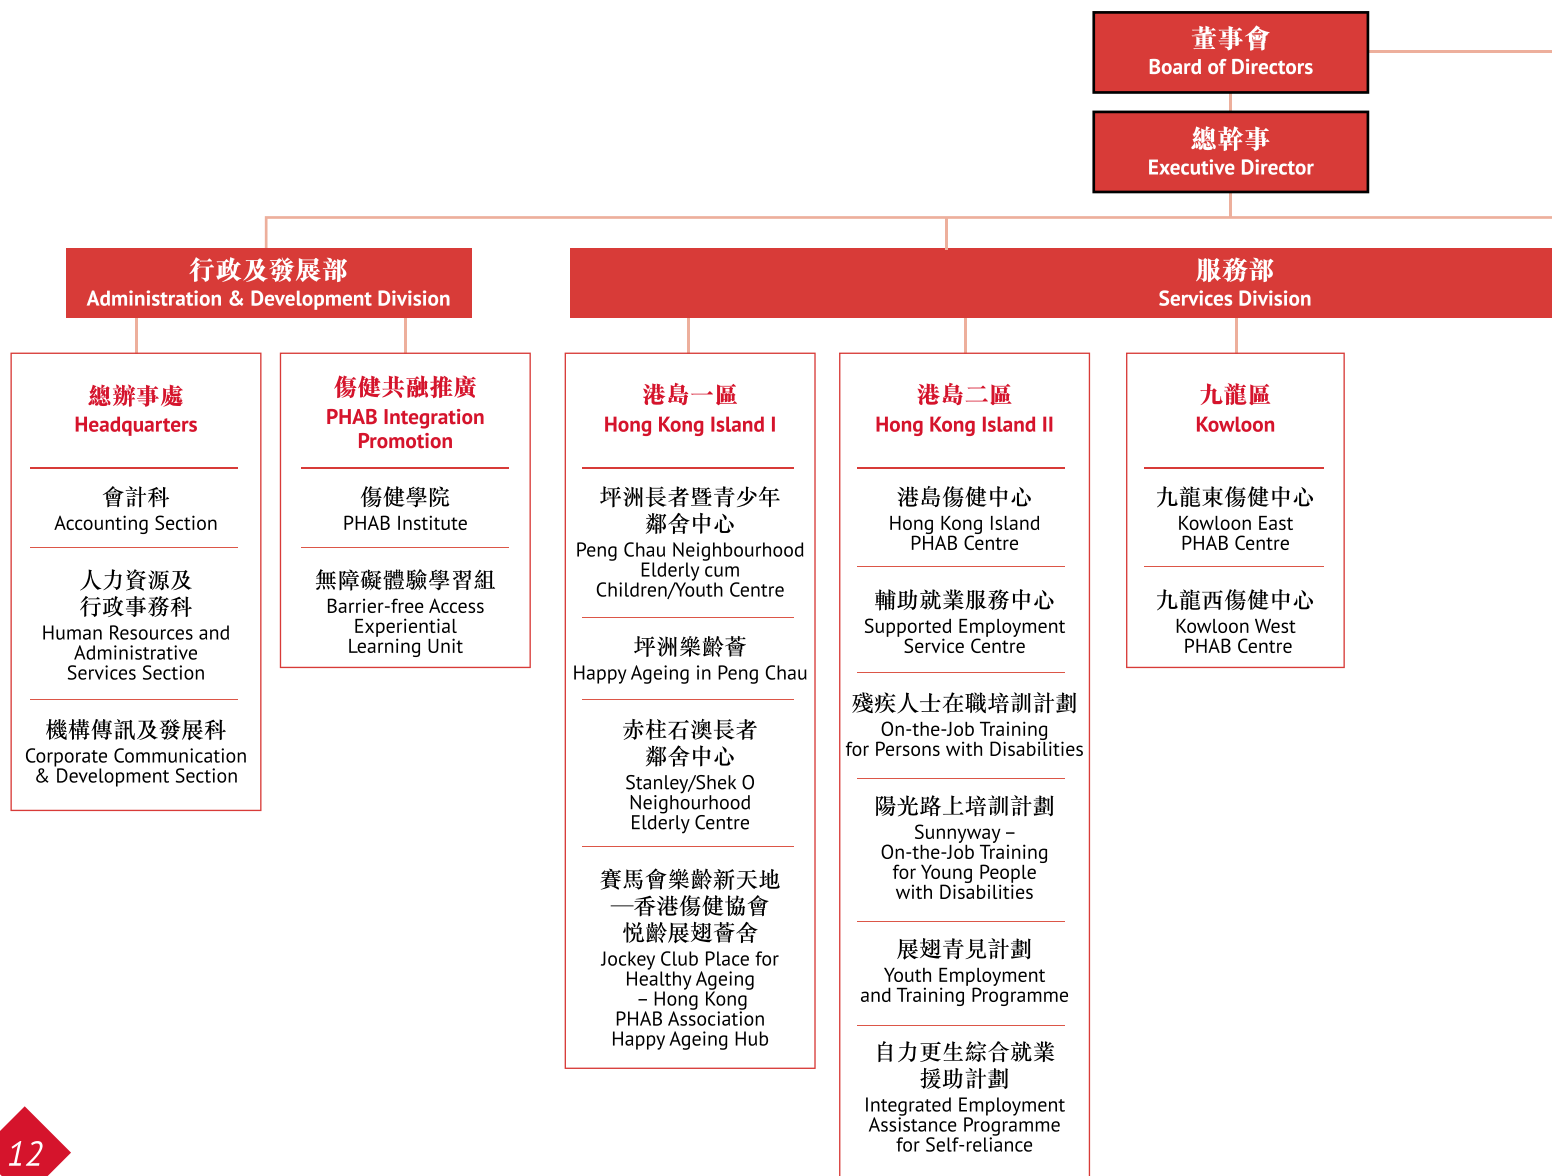 董事會
Board of Directors
總幹事
Executive Director
行政及發展部
Administration & Development Division
服務部
Services Division
總辦事處
Headquarters
會計科
Accounting Section
人力資源及
行政事務科
Human Resources and
Administrative
Services Section
機構傳訊及發展科
Corporate Communication
& Development Section
傷健共融推廣
PHAB Integration
Promotion
傷健學院
PHAB Institute
無障礙體驗學習組
Barrier-free Access
Experiential
Learning Unit
港島一區
Hong Kong Island I
坪洲長者暨青少年
鄰舍中心
Peng Chau Neighbourhood
Elderly cum
Children/Youth Centre
坪洲樂齡薈
Happy Ageing in Peng Chau
赤柱石澳長者
鄰舍中心
Stanley/Shek O
Neighourhood
Elderly Centre
賽馬會樂齡新天地
—香港傷健協會
悦齡展翅薈舍
Jockey Club Place for
Healthy Ageing
– Hong Kong
PHAB Association
Happy Ageing Hub
港島二區
Hong Kong Island II
港島傷健中心
Hong Kong Island
PHAB Centre
輔助就業服務中心
Supported Employment
Service Centre
殘疾人士在職培訓計劃
On-the-Job Training
for Persons with Disabilities
陽光路上培訓計劃
Sunnyway –
On-the-Job Training
for Young People
with Disabilities
展翅青見計劃
Youth Employment
and Training Programme
自力更生綜合就業
援助計劃
Integrated Employment
Assistance Programme
for Self-reliance
九龍區
Kowloon
九龍東傷健中心
Kowloon East
PHAB Centre
九龍西傷健中心
Kowloon West
PHAB Centre
12